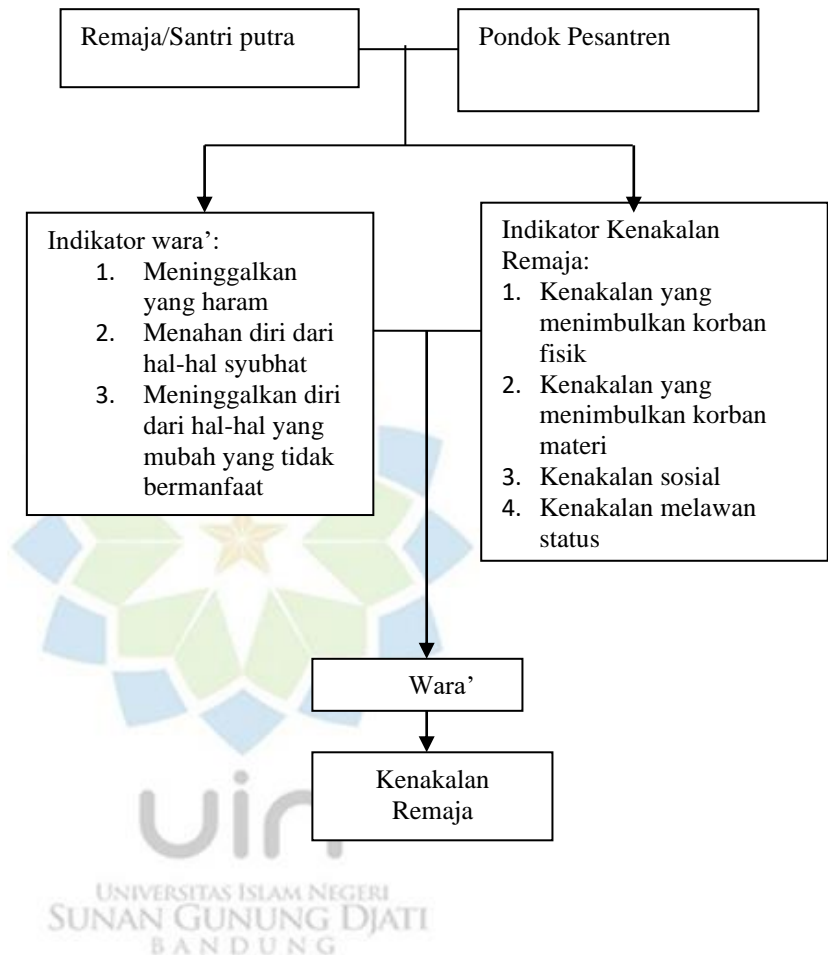 Remaja/Santri putra
Pondok Pesantren
Indikator wara’:
1. Meninggalkan
yang haram
2. Menahan diri dari
hal-hal syubhat
3. Meninggalkan diri
dari hal-hal yang
mubah yang tidak
bermanfaat
Indikator Kenakalan
Remaja:
1. Kenakalan yang
menimbulkan korban
fisik
2. Kenakalan yang
menimbulkan korban
materi
3. Kenakalan sosial
4. Kenakalan melawan
status
Wara’
Kenakalan
Remaja
uin
UNIVERSITAS ISLAM NEGERI
SUNAN GUNUNG DJATI
BANDUNG